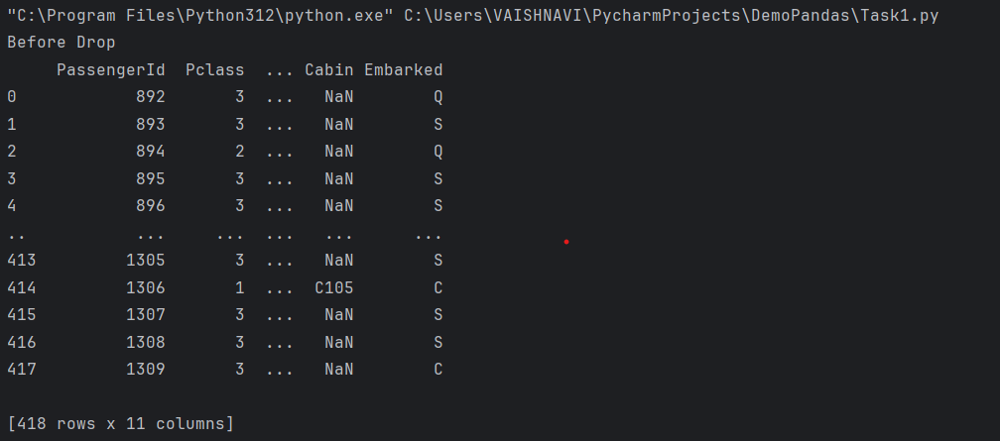 "C:\Program Files\Python312\python.exe" C:\Users\VAISHNAVI\PycharmProjects\DemoPandas\Task1.py
Before Drop
     PassengerId  Pclass  ... Cabin Embarked
0            892       3  ...   NaN        Q
1            893       3  ...   NaN        S
2            894       2  ...   NaN        Q
3            895       3  ...   NaN        S
4            896       3  ...   NaN        S
..           ...     ...  ...   ...      ...
413         1305       3  ...   NaN        S
414         1306       1  ...  C105        C
415         1307       3  ...   NaN        S
416         1308       3  ...   NaN        S
417         1309       3  ...   NaN        C
[418 rows x 11 columns]